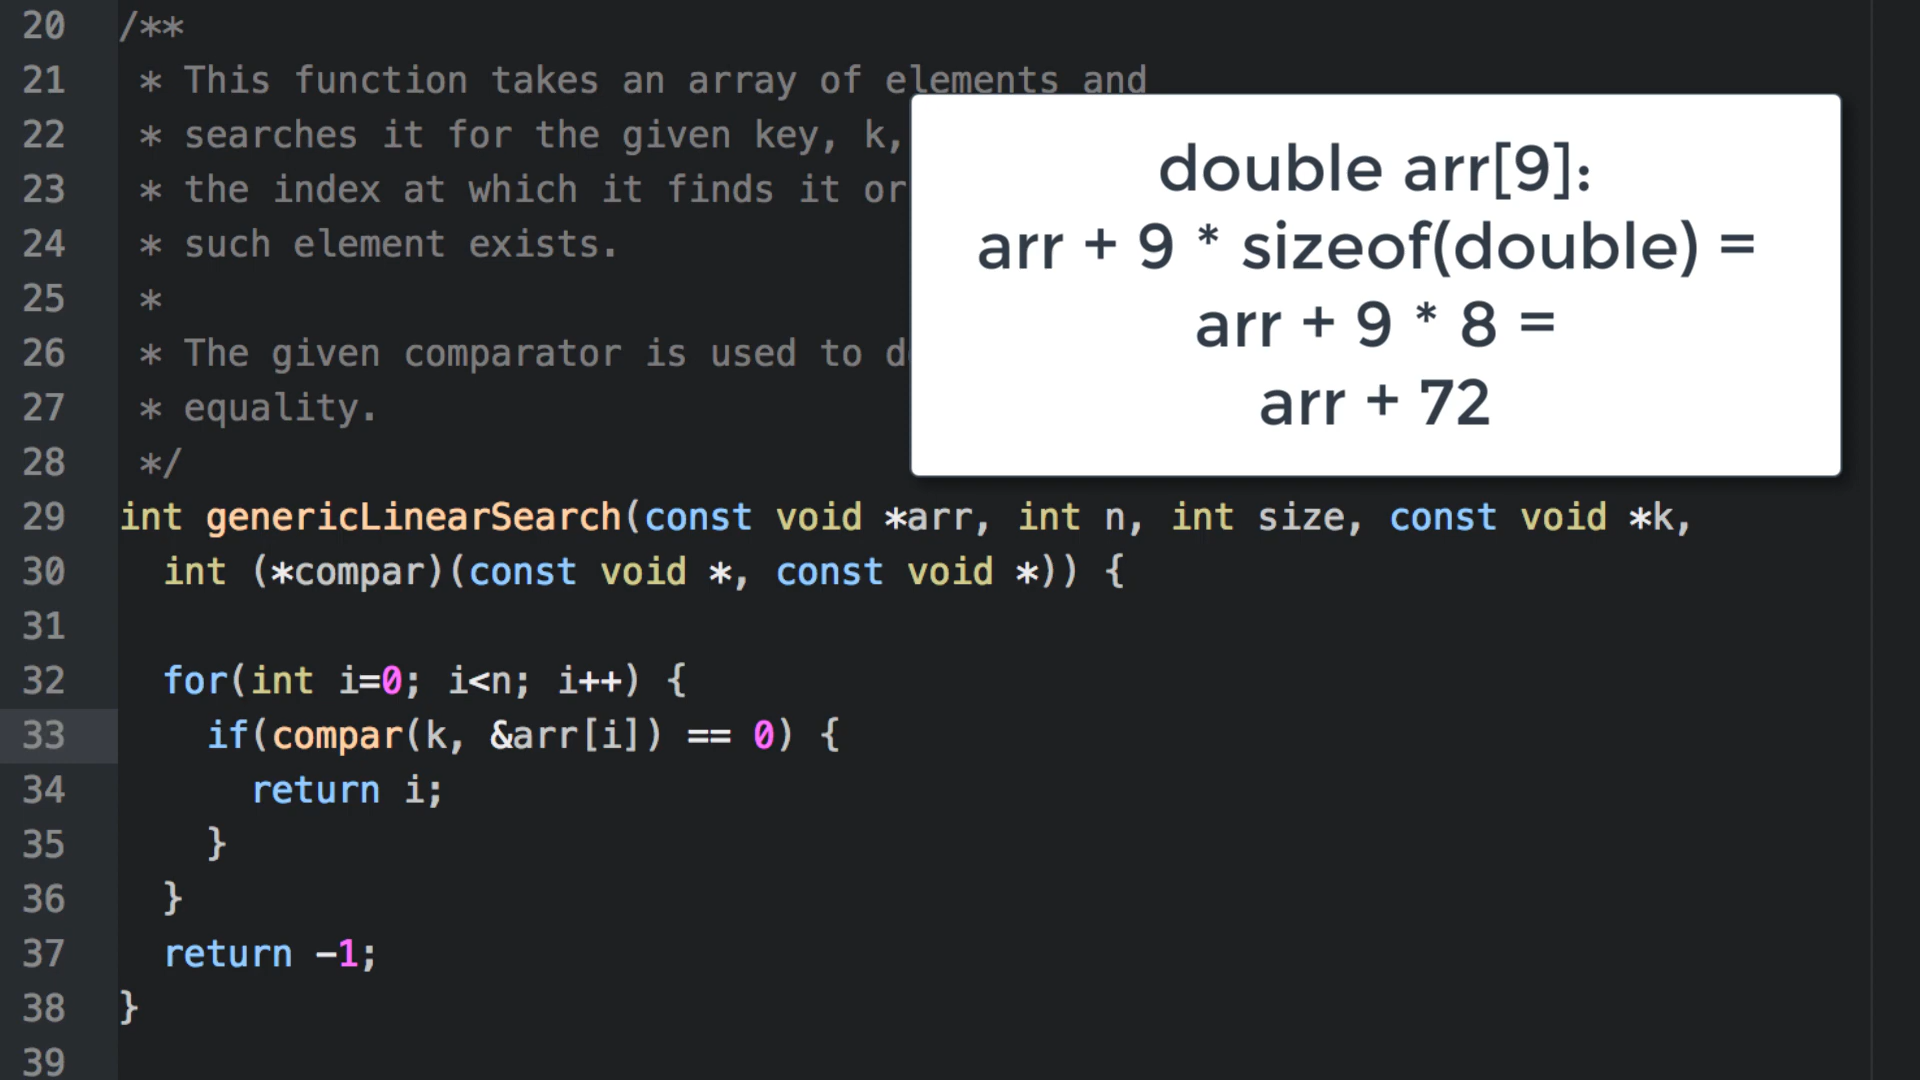 20 /**
21  * This function takes an array of elements and
22  * searches it for the given key, k,
23  * the index at which it finds it or
24  * such element exists.
25  *
26  * The given comparator is used to d
27  * equality.
28  */
double arr[9]:
arr + 9 * sizeof(double) =
arr + 9 * 8 =
arr + 72
29 int genericLinearSearch(const void *arr, int n, int size, const void *k,
30   int (*compar)(const void *, const void *)) {
31
32   for(int i=0; i<n; i++) {
33     if(compar(k, &arr[i]) == 0) {
34       return i;
35     }
36   }
37   return -1;
38 }
39